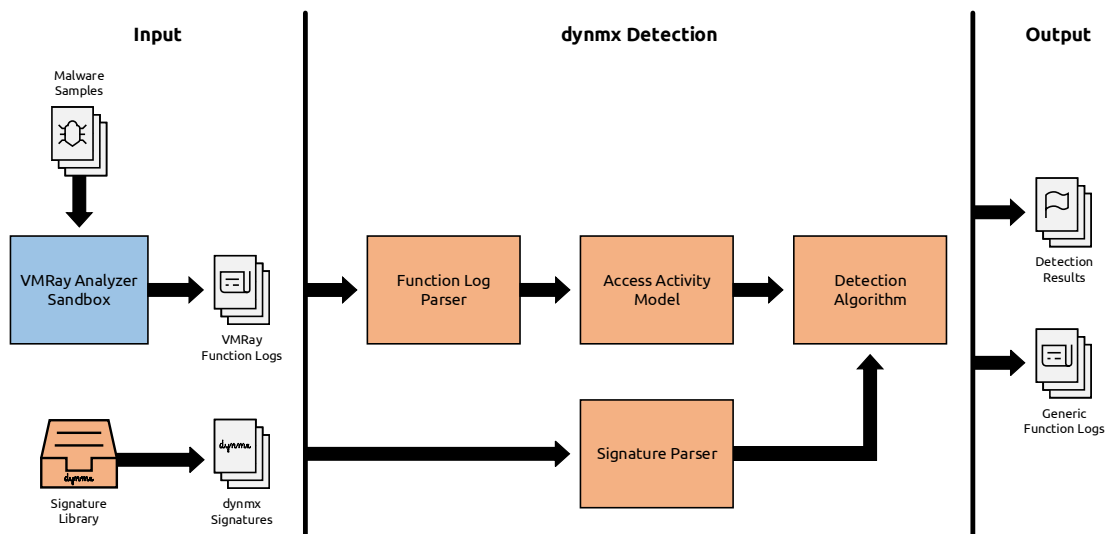 Input
dynmx Detection
Output
Malware
Samples
VMRay Analyzer
Sandbox
VMRay
Function Logs
Function Log
Parser
Access Activity
Model
Detection
Algorithm
Detection
Results
Generic
Function Logs
dynmx
Signature
Library
dynmx
dynmx
Signatures
Signature Parser